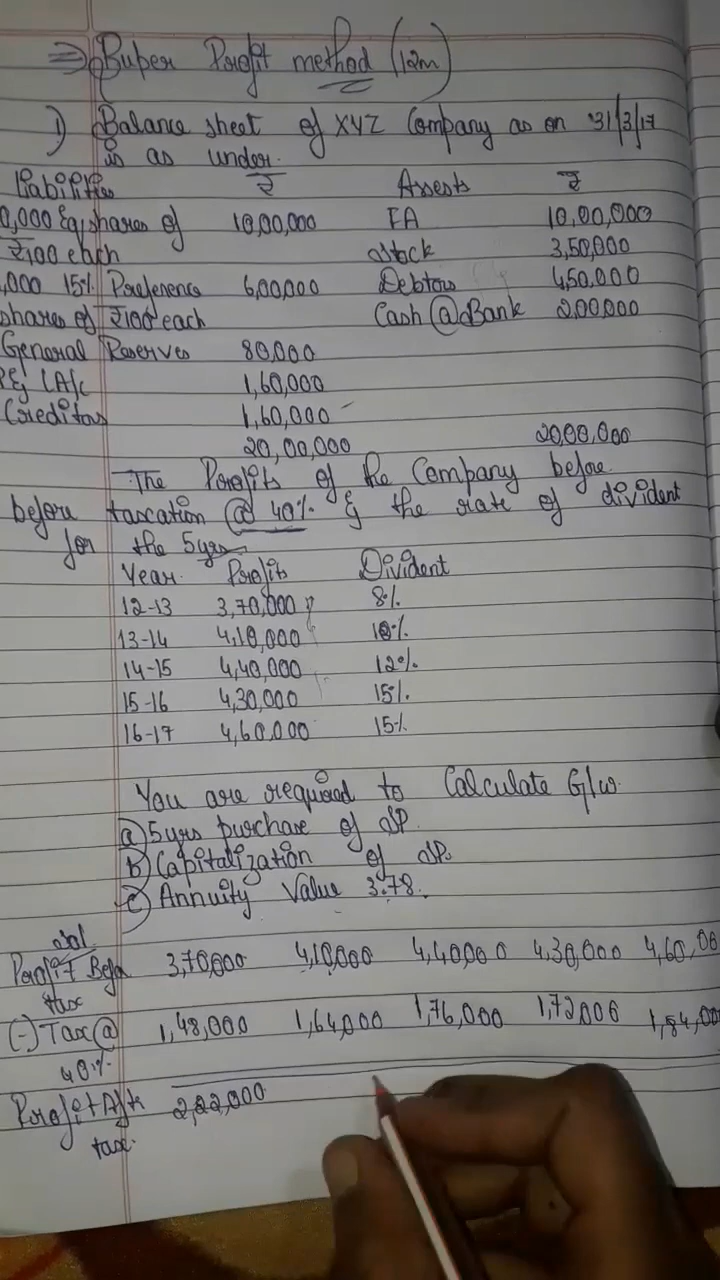 => Super Profit method (12m)
1) Balance sheet of XYZ Company as on 31/3/17
is as under.
Liabilities ₹ Assests ₹
0,000 Eq shares of 10,00,000 FA 10,00,000
₹100 each Stock 3,50,000
,000 15% Preference 6,00,000 Debtors 4,50,000
shares of ₹100 each Cash @ Bank 2,00,000
General Reserves 80,000
P& L A/c 1,60,000
Creditors 1,60,000
20,00,000 2000,000
The Profits of the Company before
before taxcation @ 40% & the rate of divident
for the 5yrs
Year Profits Divident
12-13 3,70,000 8%
13-14 4,10,000 10%
14-15 4,40,000 12%
15-16 4,30,000 15%
16-17 4,60,000 15%
You are required to Calculate G/w.
a) 5yrs purchase of SP.
b) Capitalization of SP.
c) Annuity Value 3.78.
Sol.
Profit Befo 3,70,000 4,10,000 4,40,000 4,30,000 4,60,00
tax
(-) Tax @ 1,48,000 1,64,000 1,76,000 1,72,000 1,84,00
40%
Profit Aft 2,22,000
tax.